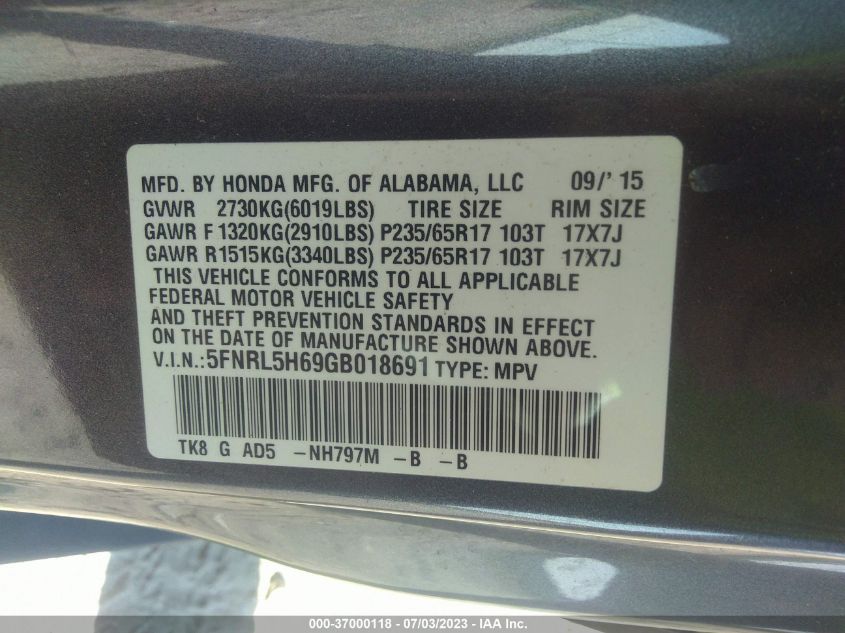 MFD. BY HONDA MFG. OF ALABAMA, LLC 09/' 15
GVWR 2730KG(6019LBS) TIRE SIZE RIM SIZE
GAWR F 1320KG(2910LBS) P235/65R17 103T 17X7J
GAWR R1515KG(3340LBS) P235/65R17 103T 17X7J
THIS VEHICLE CONFORMS TO ALL APPLICABLE
FEDERAL MOTOR VEHICLE SAFETY
AND THEFT PREVENTION STANDARDS IN EFFECT
ON THE DATE OF MANUFACTURE SHOWN ABOVE.
V.I.N.:5FNRL5H69GB018691 TYPE: MPV
TK8 G AD5 -NH797M -B -B
000-37000118 - 07/03/2023 - IAA Inc.